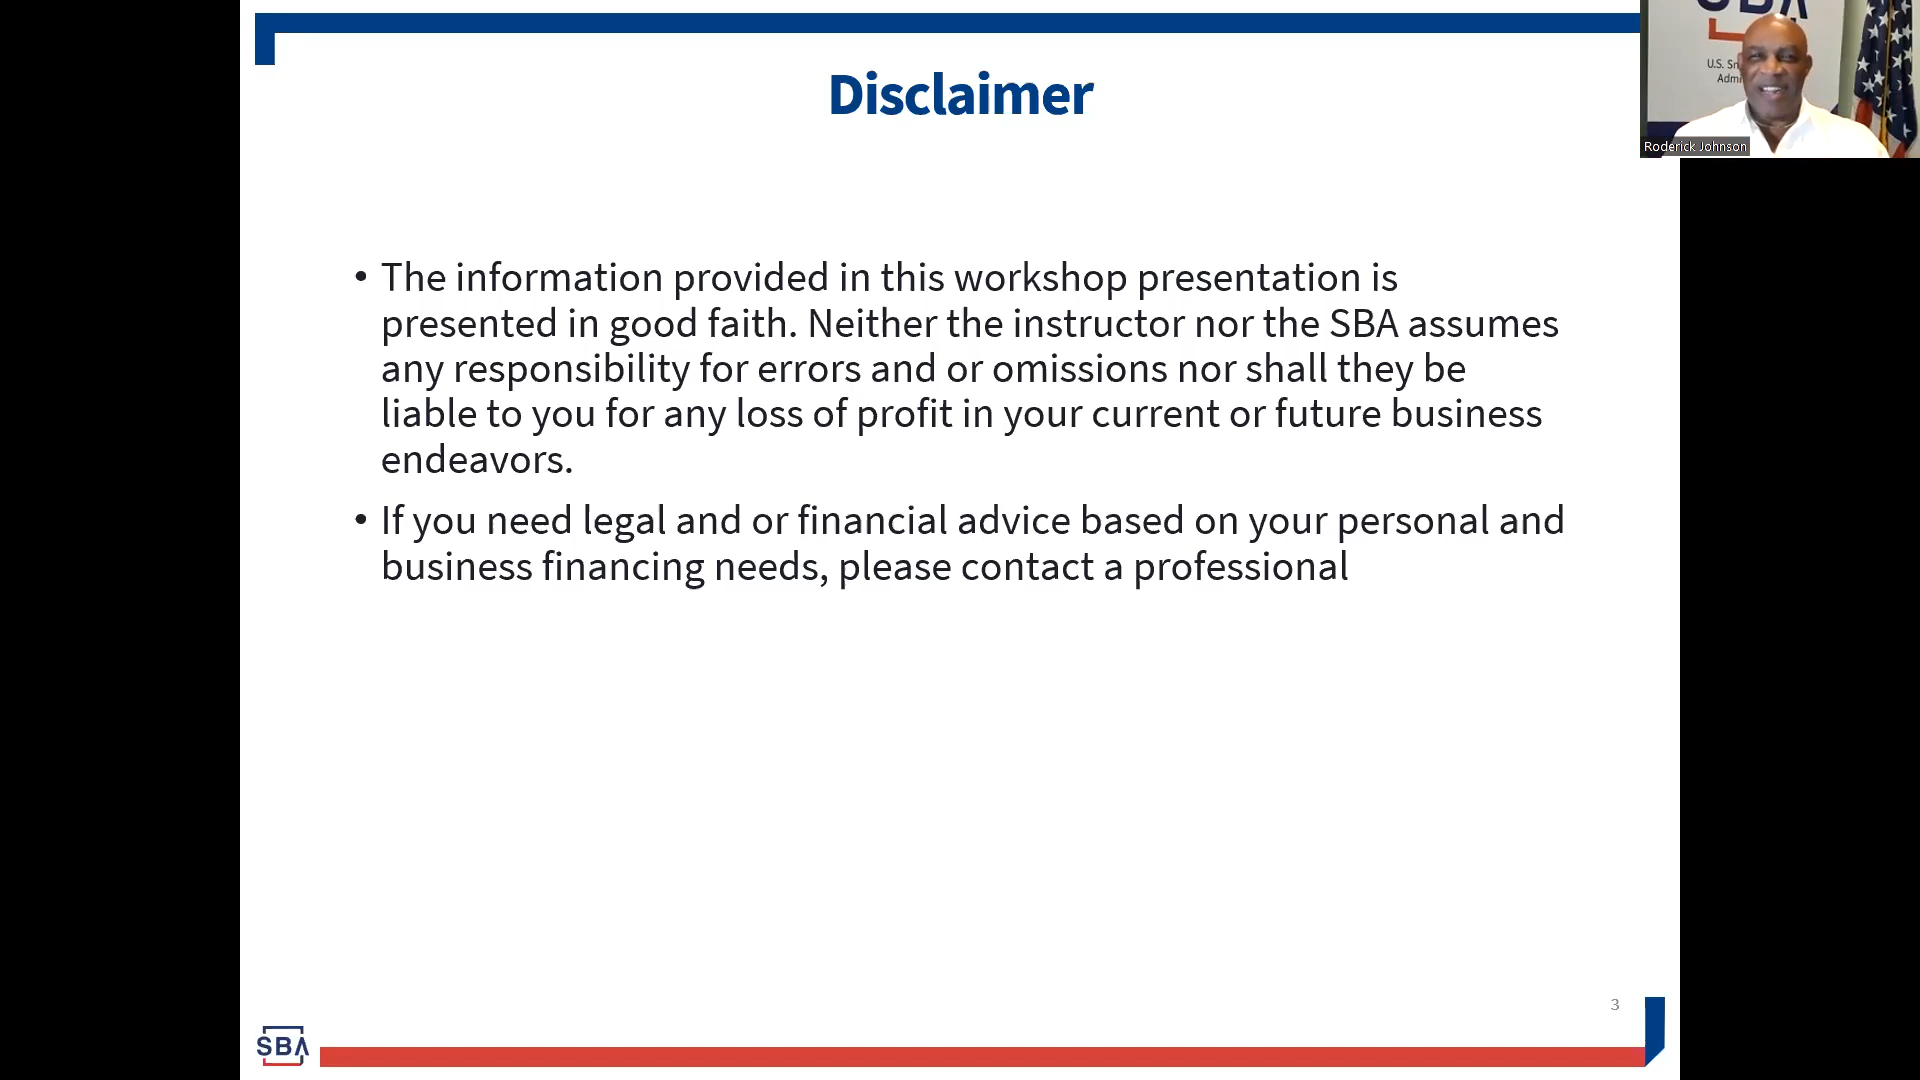 Disclaimer
SBA
U.S. Sm
Admi
Roderick Johnson
• The information provided in this workshop presentation is
presented in good faith. Neither the instructor nor the SBA assumes
any responsibility for errors and or omissions nor shall they be
liable to you for any loss of profit in your current or future business
endeavors.
• If you need legal and or financial advice based on your personal and
business financing needs, please contact a professional
3
SBA